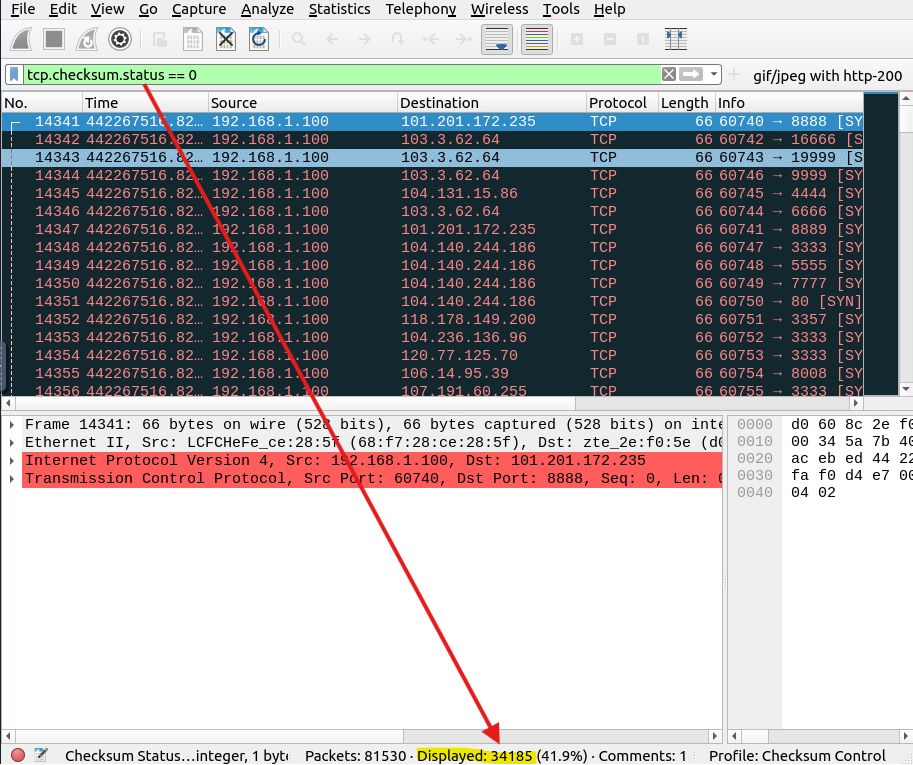 File Edit View Go Capture Analyze Statistics Telephony Wireless Tools Help
tcp.checksum.status == 0 gif/jpeg with http-200
No. Time Source Destination Protocol Length Info
14341 442267516.82… 192.168.1.100 101.201.172.235 TCP 66 60740 → 8888 [SY
14342 442267516.82… 192.168.1.100 103.3.62.64 TCP 66 60742 → 16666 [S
14343 442267516.82… 192.168.1.100 103.3.62.64 TCP 66 60743 → 19999 [S
14344 442267516.82… 192.168.1.100 103.3.62.64 TCP 66 60746 → 9999 [SY
14345 442267516.82… 192.168.1.100 104.131.15.86 TCP 66 60745 → 4444 [SY
14346 442267516.82… 192.168.1.100 103.3.62.64 TCP 66 60744 → 6666 [SY
14347 442267516.82… 192.168.1.100 101.201.172.235 TCP 66 60741 → 8889 [SY
14348 442267516.82… 192.168.1.100 104.140.244.186 TCP 66 60747 → 3333 [SY
14349 442267516.82… 192.168.1.100 104.140.244.186 TCP 66 60748 → 5555 [SY
14350 442267516.82… 192.168.1.100 104.140.244.186 TCP 66 60749 → 7777 [SY
14351 442267516.82… 192.168.1.100 104.140.244.186 TCP 66 60750 → 80 [SYN]
14352 442267516.82… 192.168.1.100 118.178.149.200 TCP 66 60751 → 3357 [SY
14353 442267516.82… 192.168.1.100 104.236.136.96 TCP 66 60752 → 3333 [SY
14354 442267516.82… 192.168.1.100 120.77.125.70 TCP 66 60753 → 3333 [SY
14355 442267516.82… 192.168.1.100 106.14.95.39 TCP 66 60754 → 8008 [SY
14356 442267516.82… 192.168.1.100 107.191.60.255 TCP 66 60755 → 3333 [SY
Frame 14341: 66 bytes on wire (528 bits), 66 bytes captured (528 bits) on inte
Ethernet II, Src: LCFCHeFe_ce:28:5f (68:f7:28:ce:28:5f), Dst: zte_2e:f0:5e (d0
Internet Protocol Version 4, Src: 192.168.1.100, Dst: 101.201.172.235
Transmission Control Protocol, Src Port: 60740, Dst Port: 8888, Seq: 0, Len: 0
0000 d0 60 8c 2e f0
0010 00 34 5a 7b 40
0020 ac eb ed 44 22
0030 fa f0 d4 e7 00
0040 04 02
Checksum Status…integer, 1 byte Packets: 81530 · Displayed: 34185 (41.9%) · Comments: 1 Profile: Checksum Control